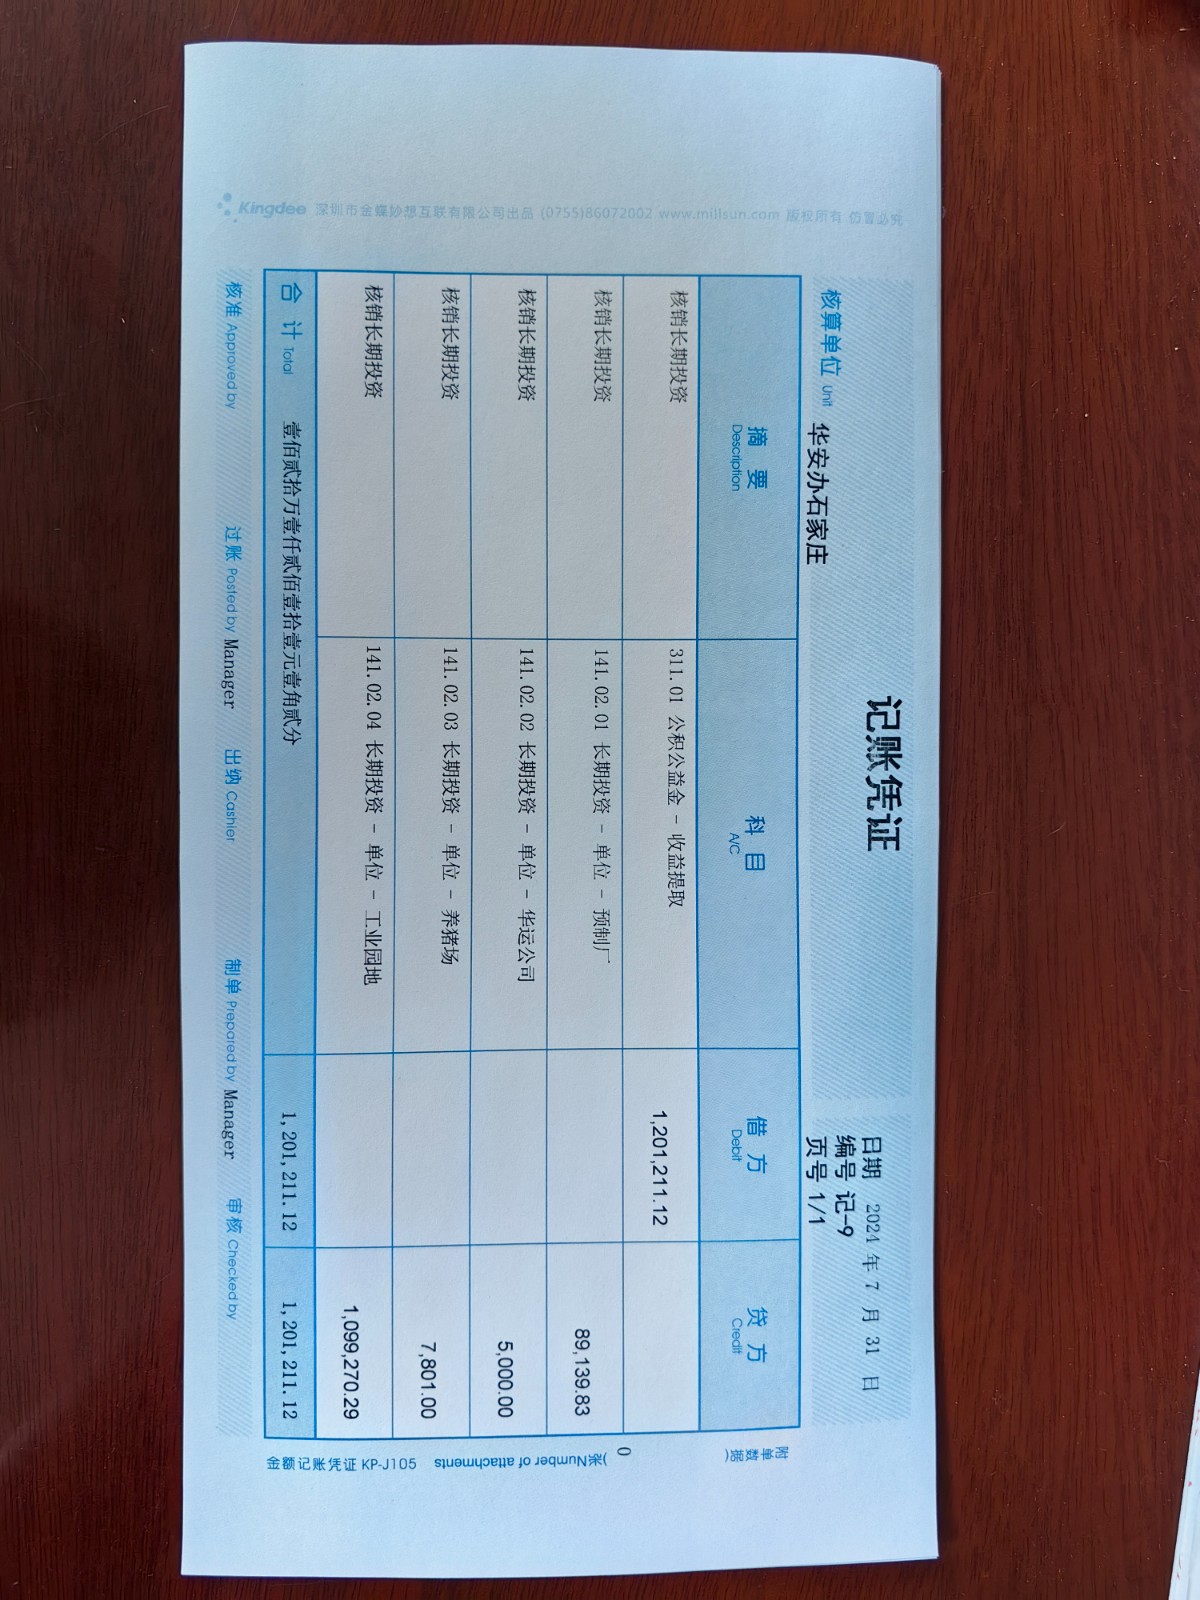 记账凭证
日期 2024 年 7 月 31 日
编号 记-9
核算单位 Unit 华安办石家庄
页号 1/1
摘 要 科 目 借 方 贷 方
Description A/C Debit Credit
核销长期投资 311.01 公积公益金 - 收益提取 1,201,211.12
核销长期投资 141.02.01 长期投资 - 单位 - 预制厂 89,139.83
核销长期投资 141.02.02 长期投资 - 单位 - 华运公司 5,000.00
核销长期投资 141.02.03 长期投资 - 单位 - 养猪场 7,801.00
核销长期投资 141.02.04 长期投资 - 单位 - 工业园地 1,099,270.29
合 计 Total 壹佰贰拾万壹仟贰佰壹拾壹元壹角贰分 1,201,211.12 1,201,211.12
附单数据( 0 )张Number of attachments
金额记账凭证 KP-J105
核准 Approved by 过账 Posted by Manager 出纳 Cashier 制单 Prepared by Manager 审核 Checked by
Kingdee 深圳市金蝶妙想互联有限公司出品 (0755)86072002 www.millsun.com 版权所有 仿冒必究